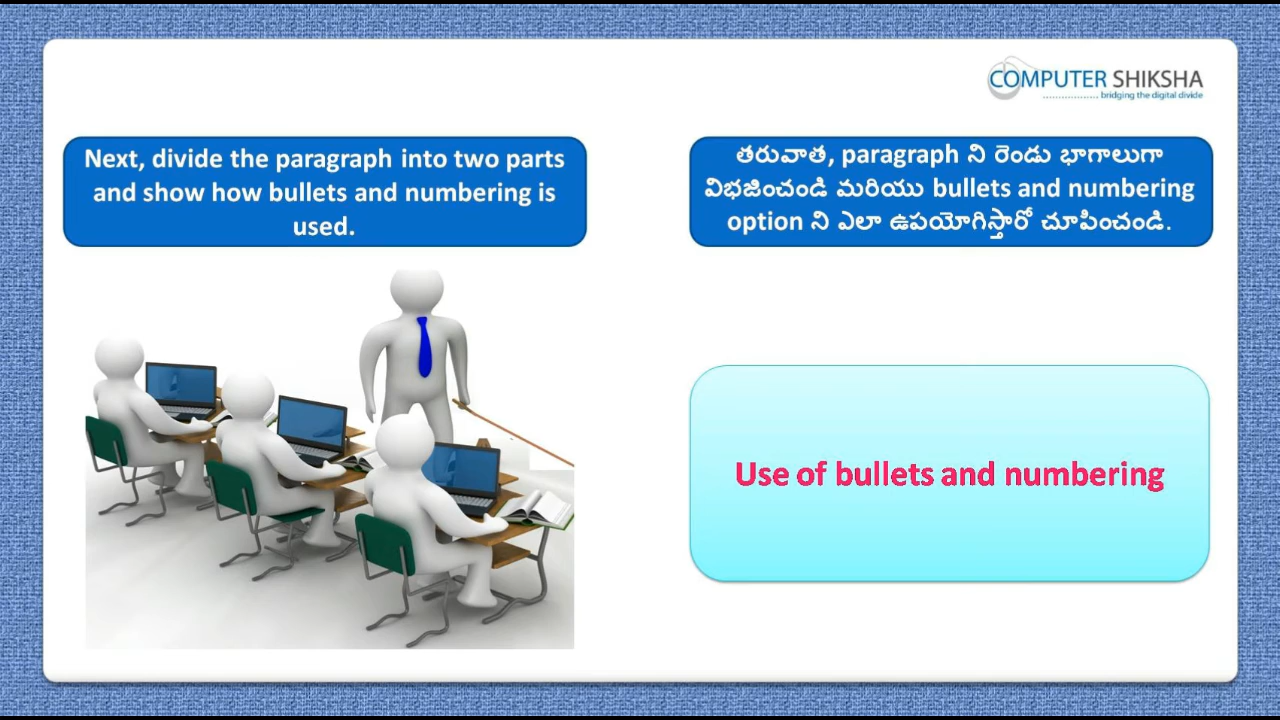 COMPUTER SHIKSHA
bridging the digital divide
Next, divide the paragraph into two parts
and show how bullets and numbering is
used.
తరువాత, paragraph ని రెండు భాగాలుగా
విభజించండి మరియు bullets and numbering
option ని ఎలా ఉపయోగిస్తారో చూపించండి.
Use of bullets and numbering